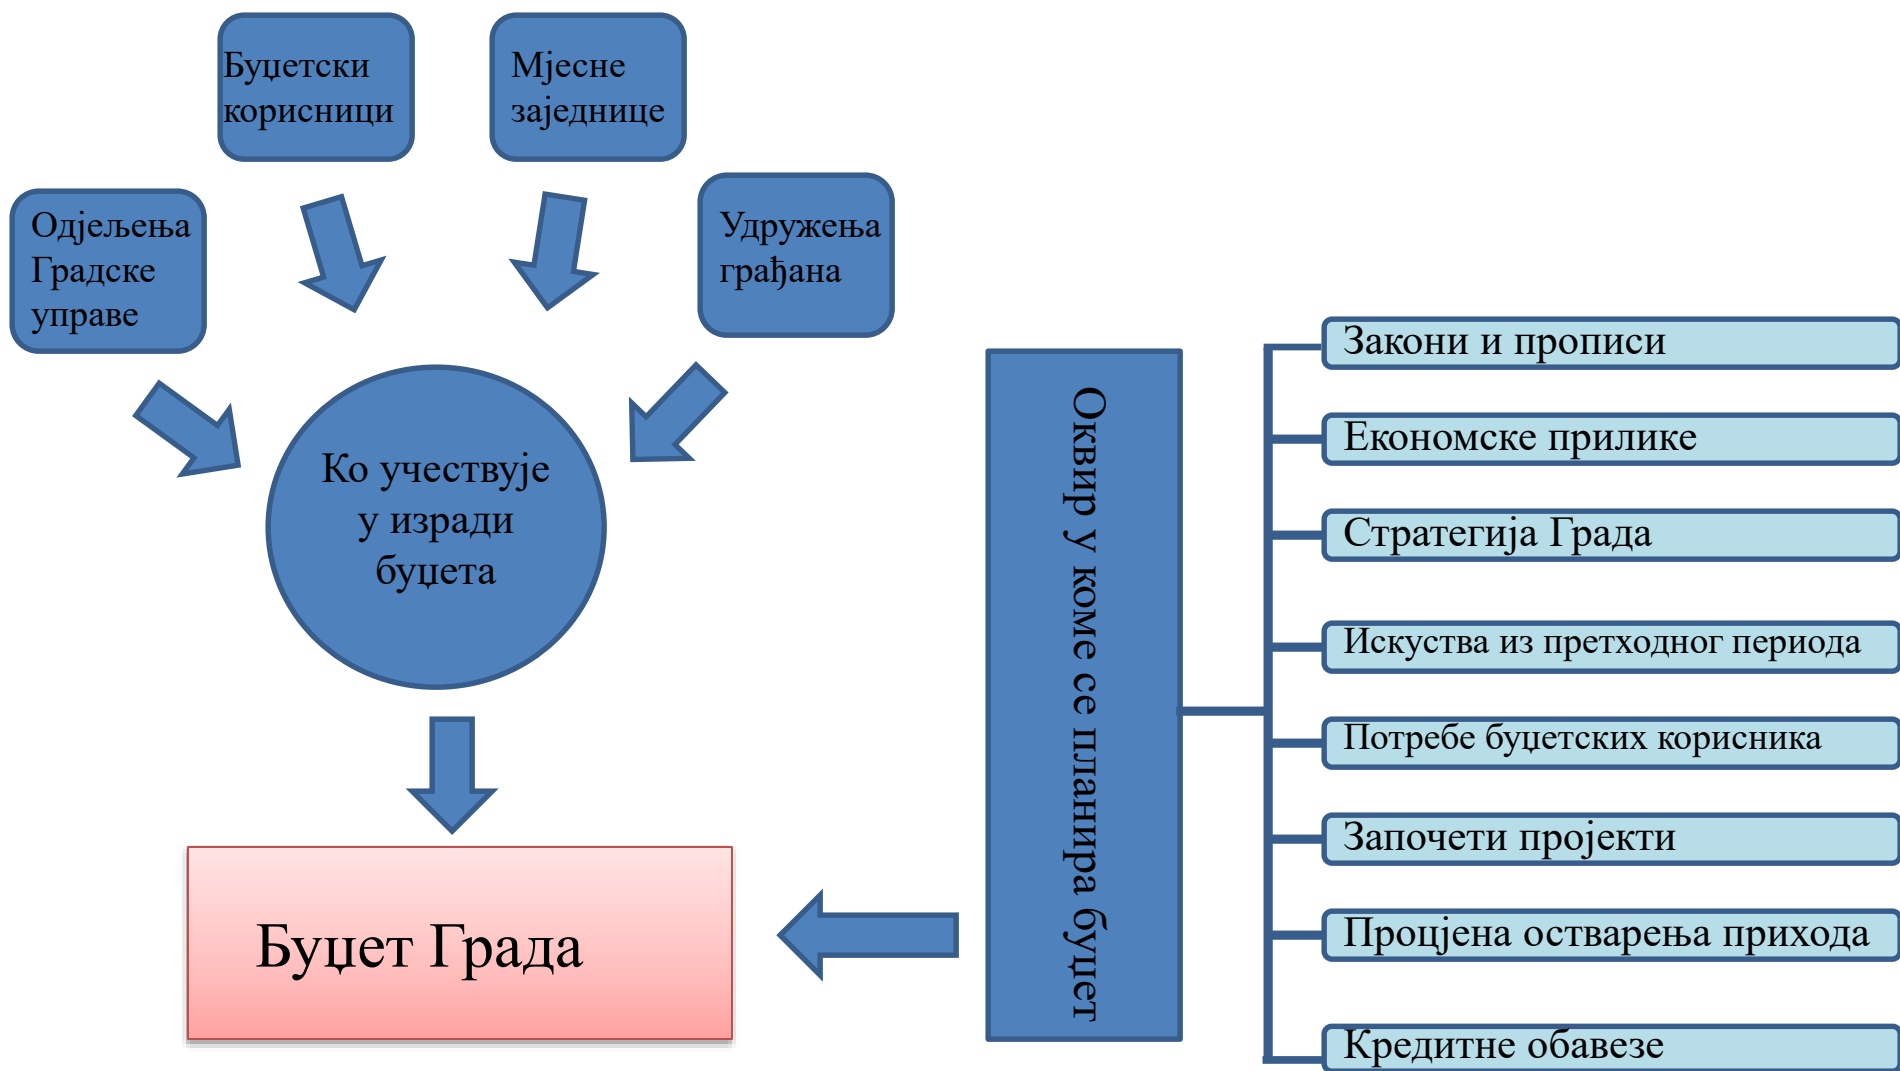 Буџетски
корисници
Мјесне
заједнице
Одјељења
Градске
управе
Удружења
грађана
Ко учествује
у изради
буџета
Буџет Града
Оквир у коме се планира буџет
Закони и прописи
Економске прилике
Стратегија Града
Искуства из претходног периода
Потребе буџетских корисника
Започети пројекти
Процјена остварења прихода
Кредитне обавезе